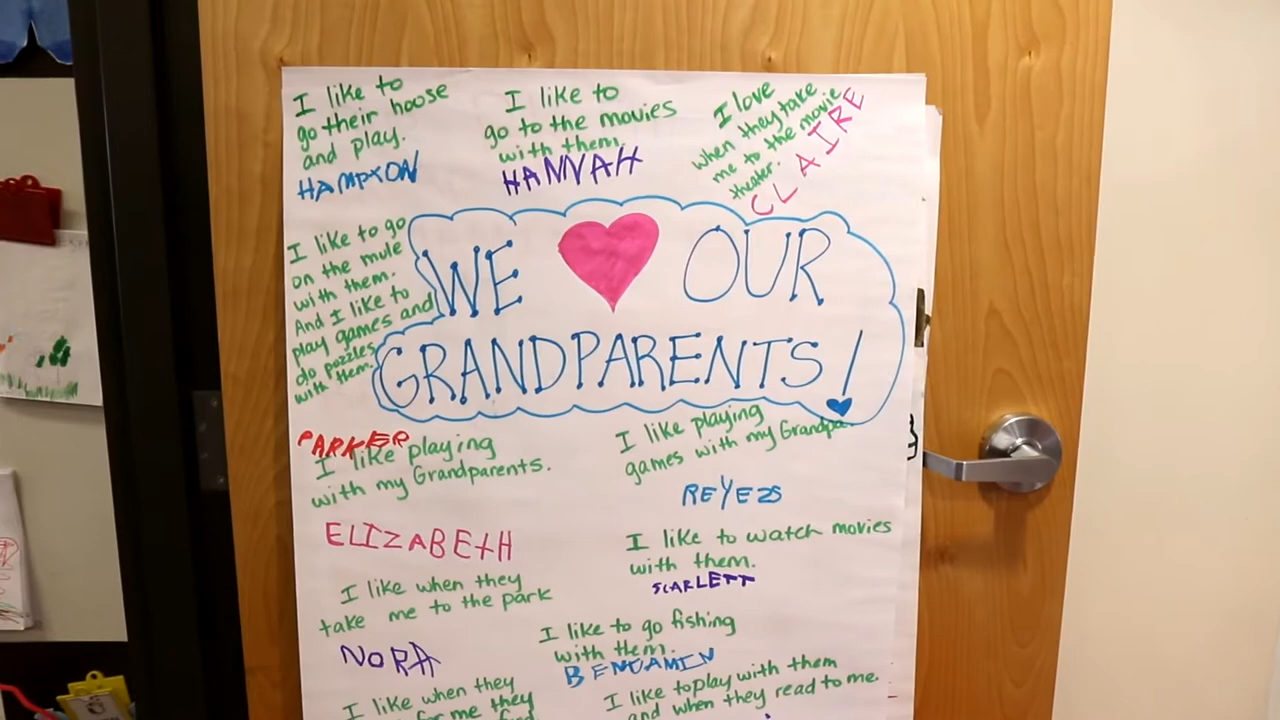 I like to
go their hoose
and play.
HAMPTON
I like to
go to the movies
with them.
HANNAH
I love
when they take
me to the movie
theater.
CLAIRE
I like to go
on the mule
with them.
And I like to
play games and
do pozzles
with them.
PARKER
WE OUR
GRANDPARENTS!
I like playing
with my Grandparents.
ELIZABETH
I like playing
games with my Grandpa.
REYES
I like to watch movies
with them.
SCARLETT
I like when they
take me to the park
NORA
I like to go fishing
with them.
BENJAMIN
I like when they
for me they
I like to play with them
and when they read to me.